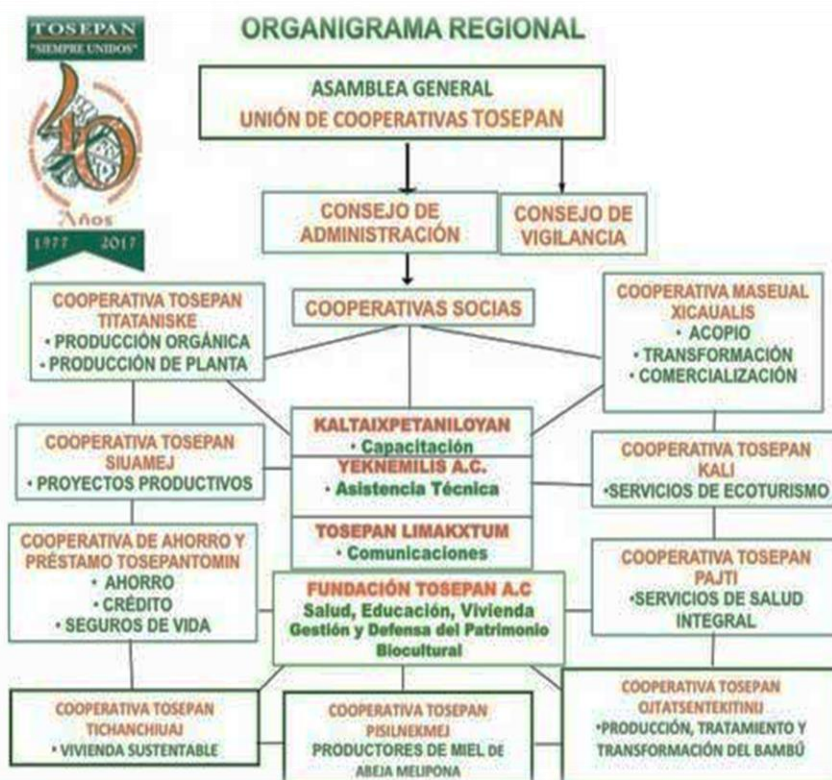 TOSEPAN
"SIEMPRE UNIDOS"
40
Años
1977 2017
ORGANIGRAMA REGIONAL
ASAMBLEA GENERAL
UNIÓN DE COOPERATIVAS TOSEPAN
CONSEJO DE
ADMINISTRACIÓN
CONSEJO DE
VIGILANCIA
COOPERATIVAS SOCIAS
COOPERATIVA TOSEPAN
TITATANISKE
• PRODUCCIÓN ORGÁNICA
• PRODUCCIÓN DE PLANTA
COOPERATIVA MASEUAL
XICAUALIS
• ACOPIO
• TRANSFORMACIÓN
• COMERCIALIZACIÓN
KALTAIXPETANILOYAN
• Capacitación
YEKNEMILIS A.C.
• Asistencia Técnica
TOSEPAN LIMAKXTUM
• Comunicaciones
COOPERATIVA TOSEPAN
SIUAMEJ
• PROYECTOS PRODUCTIVOS
COOPERATIVA TOSEPAN
KALI
•SERVICIOS DE ECOTURISMO
COOPERATIVA DE AHORRO Y
PRÉSTAMO TOSEPANTOMIN
• AHORRO
• CRÉDITO
• SEGUROS DE VIDA
FUNDACIÓN TOSEPAN A.C
Salud, Educación, Vivienda
Gestión y Defensa del Patrimonio
Biocultural
COOPERATIVA TOSEPAN
PAJTI
•SERVICIOS DE SALUD
INTEGRAL
COOPERATIVA TOSEPAN
TICHANCHIUAJ
• VIVIENDA SUSTENTABLE
COOPERATIVA TOSEPAN
PISILNEKMEJ
PRODUCTORES DE MIEL DE
ABEJA MELIPONA
COOPERATIVA TOSEPAN
OJTATSENTEKITINIJ
•PRODUCCIÓN, TRATAMIENTO Y
TRANSFORMACIÓN DEL BAMBÚ